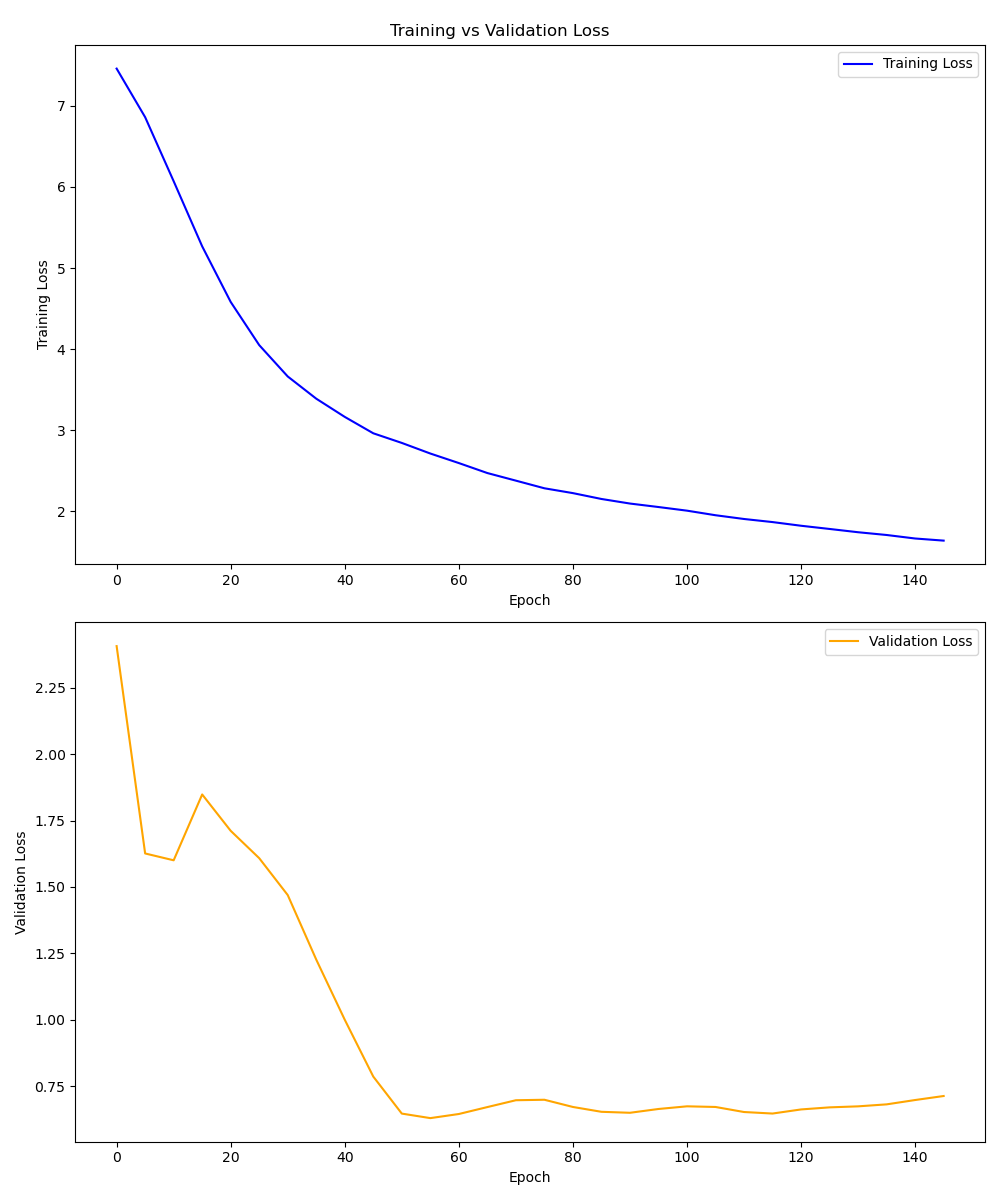 Training vs Validation Loss
Training Loss
7
6
5
4
3
2
Training Loss
0 20 40 60 80 100 120 140
Epoch
Validation Loss
2.25
2.00
1.75
1.50
1.25
1.00
0.75
Validation Loss
0 20 40 60 80 100 120 140
Epoch